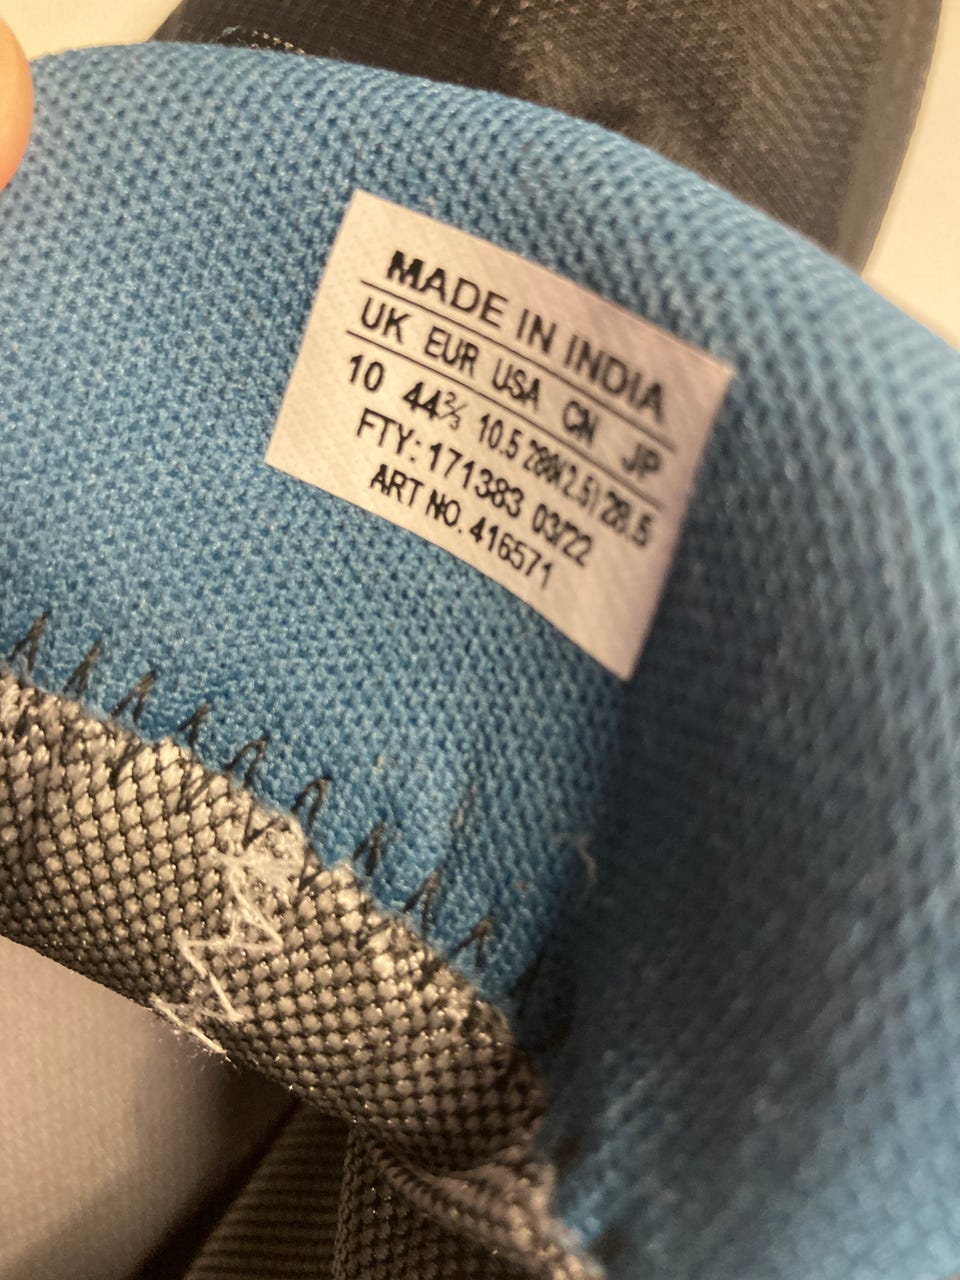 MADE IN INDIA
UK EUR USA CN JP
10 44⅔ 10.5 280(2.5) 28.5
FTY: 171383 03/22
ART NO. 416571